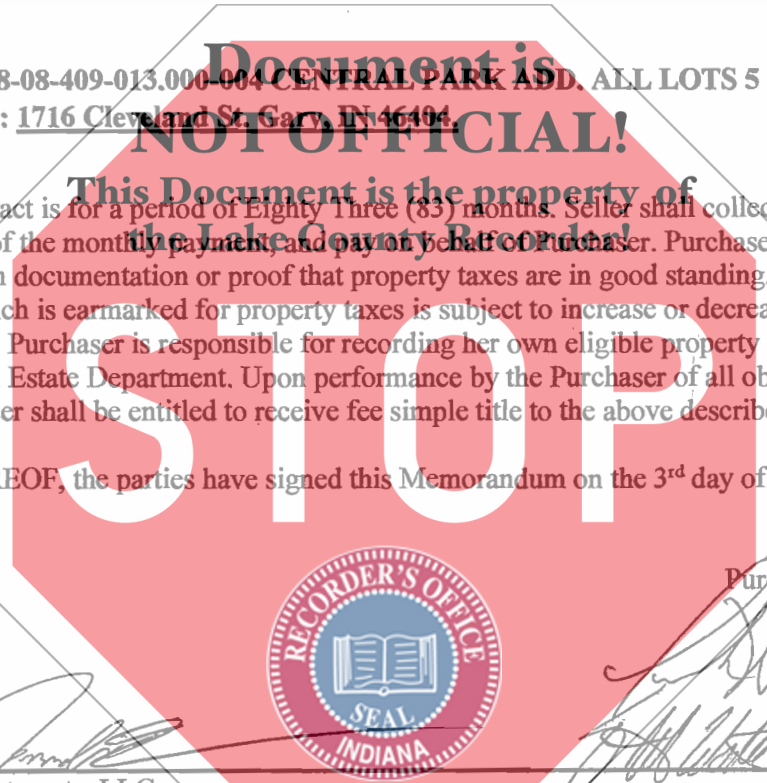 Document is
8-08-409-013.000-004 CENTRAL PARK ADD. ALL LOTS 5
: 1716 Cleveland St. Gary, IN 46404.
NOT OFFICIAL!
This Document is the property of
act is for a period of Eighty Three (83) months. Seller shall collec
the Lake County Recorder!
of the monthly payment, and pay on behalf of Purchaser. Purchase
n documentation or proof that property taxes are in good standing.
ch is earmarked for property taxes is subject to increase or decrea
Purchaser is responsible for recording her own eligible property
Estate Department. Upon performance by the Purchaser of all ob
er shall be entitled to receive fee simple title to the above describe
STOP
EOF, the parties have signed this Memorandum on the 3rd day of
Pur
RECORDER'S OFFICE
SEAL
INDIANA
LLC